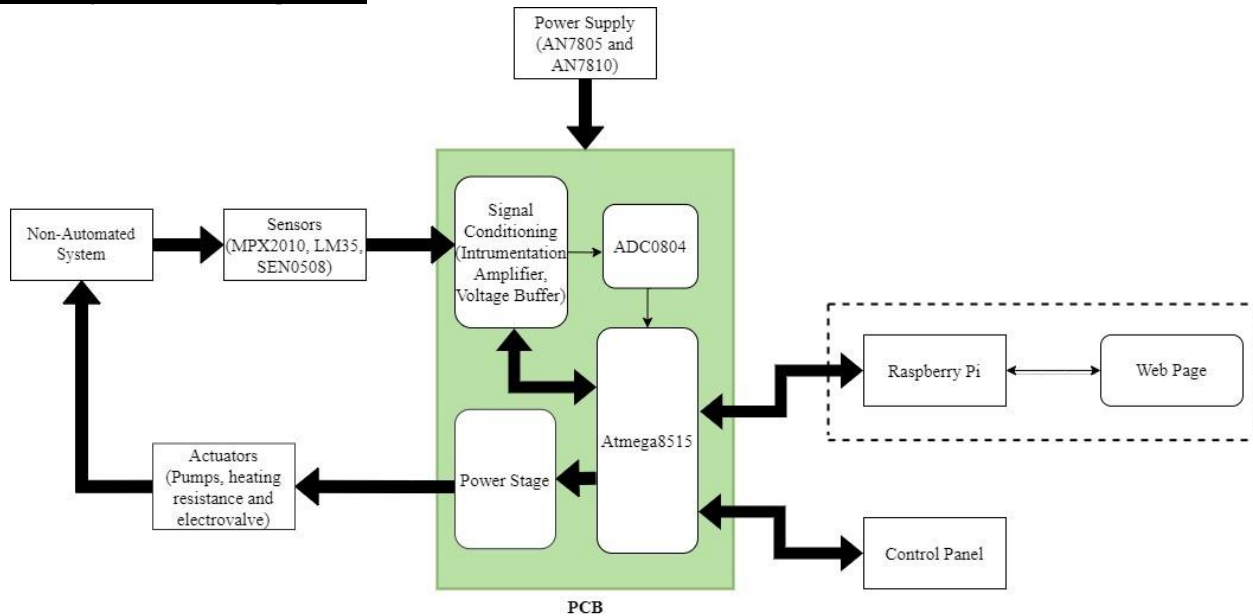 Power Supply
(AN7805 and
AN7810)
Signal
Conditioning
(Intrumentation
Amplifier,
Voltage Buffer)
ADC0804
Non-Automated
System
Sensors
(MPX2010, LM35,
SEN0508)
Raspberry Pi
Web Page
Atmega8515
Actuators
(Pumps, heating
resistance and
electrovalve)
Power Stage
Control Panel
PCB